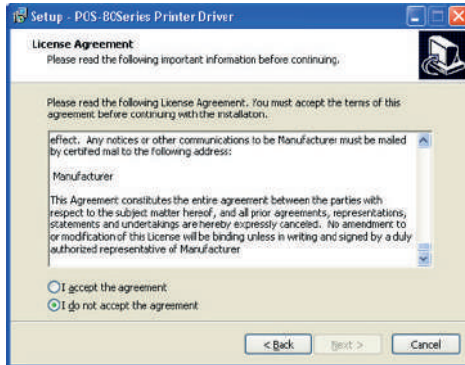 Setup - POS-80Series Printer Driver
License Agreement
Please read the following important information before continuing.
Please read the following License Agreement. You must accept the terms of this
agreement before continuing with the installation.
effect. Any notices or other communications to be Manufacturer must be mailed
by certified mail to the following address:
Manufacturer
This Agreement constitutes the entire agreement between the parties with
respect to the subject matter hereof, and all prior agreements, representations,
statements and undertakings are hereby expressly canceled. No amendment to
or modification of this License will be binding unless in writing and signed by a duly
authorized representative of Manufacturer
I accept the agreement
I do not accept the agreement
< Back Next > Cancel